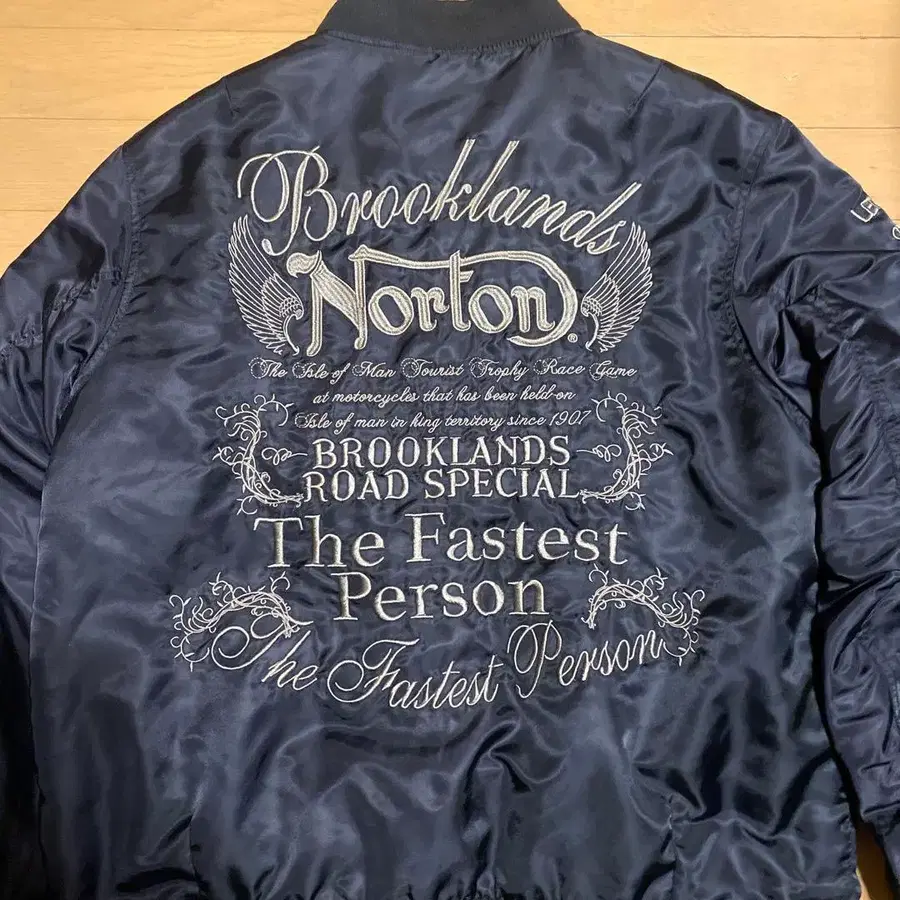 Brooklands
Norton®
The Isle of Man Tourist Trophy Race Game
at motorcycles that has been held on
Isle of man in king territory since 1907
BROOKLANDS
ROAD SPECIAL
The Fastest
Person
The Fastest Person